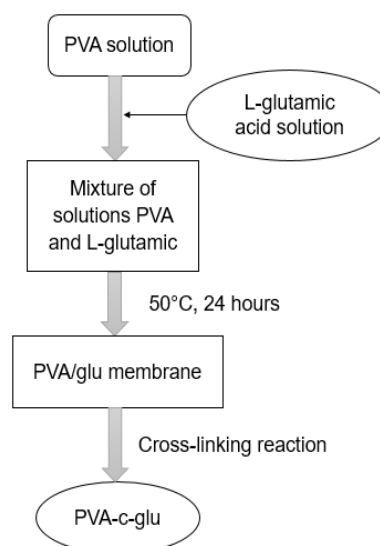 PVA solution
L-glutamic
acid solution
Mixture of
solutions PVA
and L-glutamic
50°C, 24 hours
PVA/glu membrane
Cross-linking reaction
PVA-c-glu